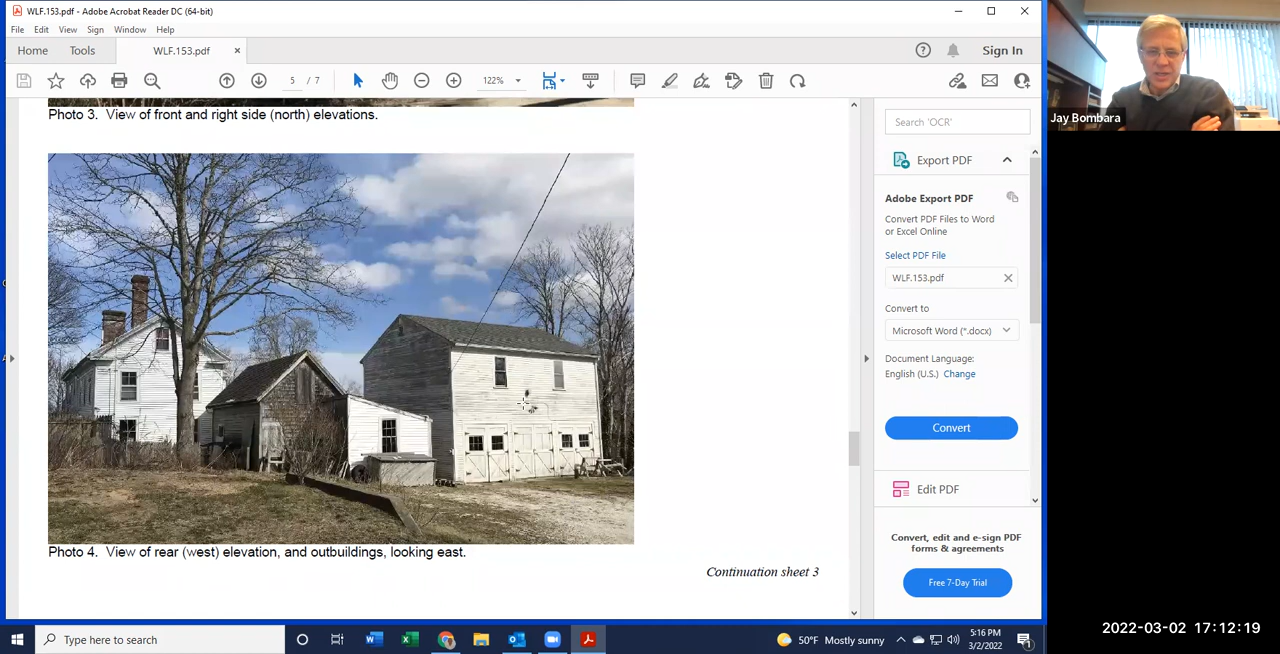 WLF.153.pdf - Adobe Acrobat Reader DC (64-bit)
File Edit View Sign Window Help
Home Tools WLF.153.pdf × Sign In
5 / 7 122%
Photo 3. View of front and right side (north) elevations.
Photo 4. View of rear (west) elevation, and outbuildings, looking east.
Continuation sheet 3
Search 'OCR'
Export PDF
Adobe Export PDF
Convert PDF Files to Word
or Excel Online
Select PDF File
WLF.153.pdf
Convert to
Microsoft Word (*.docx)
Document Language:
English (U.S.) Change
Convert
Edit PDF
Convert, edit and e-sign PDF
forms & agreements
Free 7-Day Trial
Jay Bombara
Type here to search
50°F Mostly sunny
5:16 PM
3/2/2022
2022-03-02 17:12:19